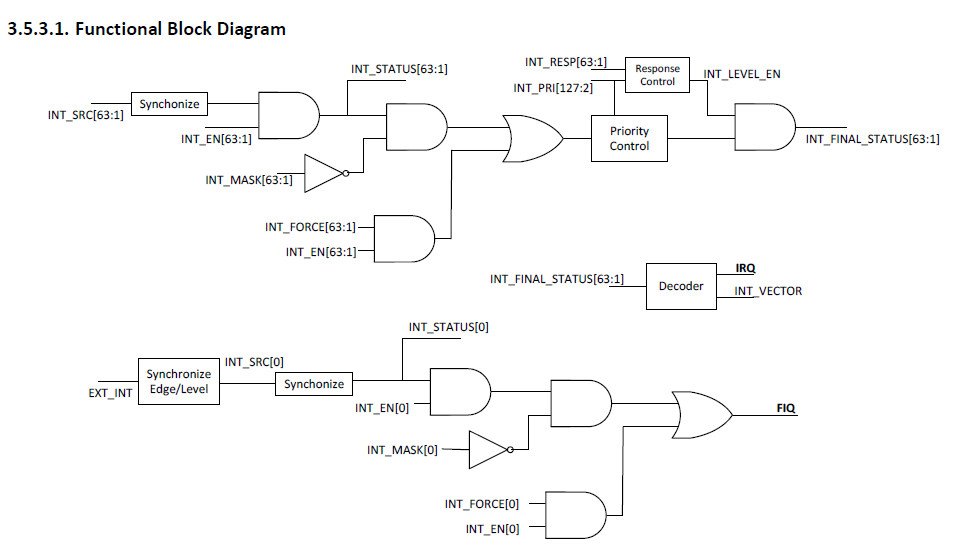 3.5.3.1. Functional Block Diagram
INT_STATUS[63:1]
INT_RESP[63:1]
Response
Control
INT_LEVEL_EN
INT_PRI[127:2]
Synchonize
INT_SRC[63:1]
INT_EN[63:1]
Priority
Control
INT_FINAL_STATUS[63:1]
INT_MASK[63:1]
INT_FORCE[63:1]
INT_EN[63:1]
INT_FINAL_STATUS[63:1]
Decoder
IRQ
INT_VECTOR
INT_STATUS[0]
INT_SRC[0]
Synchronize
Edge/Level
EXT_INT
Synchonize
INT_EN[0]
FIQ
INT_MASK[0]
INT_FORCE[0]
INT_EN[0]